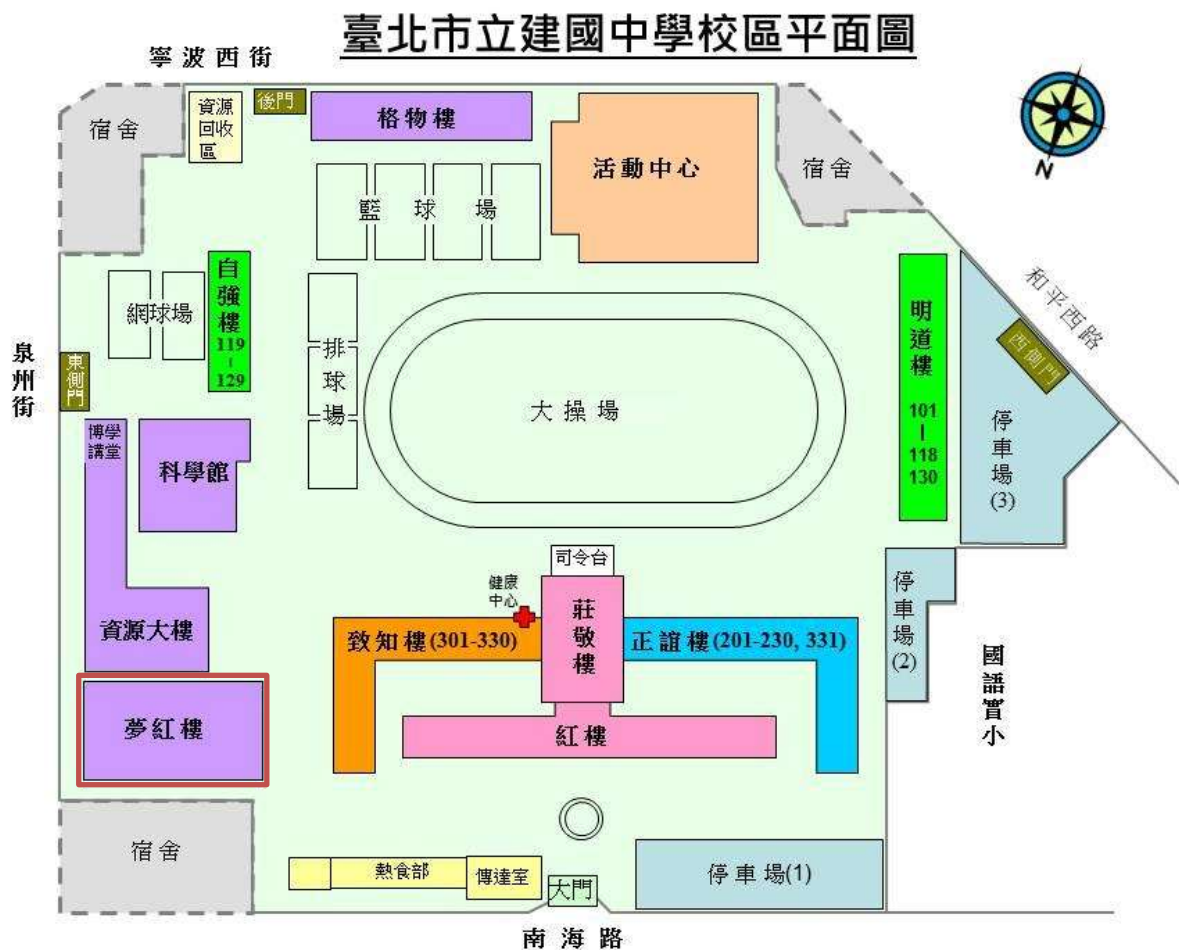 臺北市立建國中學校區平面圖
寧波西街
宿舍
資源
回收
區
後門
格物樓
活動中心
宿舍
N
籃球場
網球場
自強樓
119
－
129
排球場
大操場
明道樓
101
｜
118
130
和平西路
西側門
停車場
(3)
泉州街
東側門
博學
講堂
科學館
資源大樓
司令台
健康
中心
莊敬樓
致知樓(301-330)
正誼樓(201-230, 331)
停車場
(2)
國語實小
夢紅樓
紅樓
宿舍
熱食部
傳達室
大門
停車場(1)
南海路